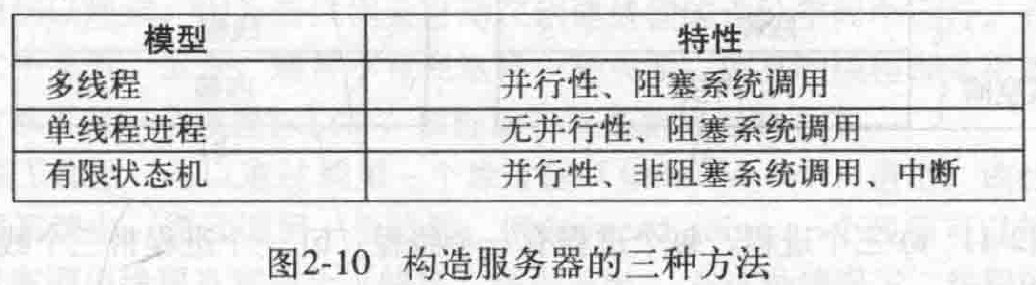 模型 特性
多线程 并行性、阻塞系统调用
单线程进程 无并行性、阻塞系统调用
有限状态机 并行性、非阻塞系统调用、中断
图2-10 构造服务器的三种方法